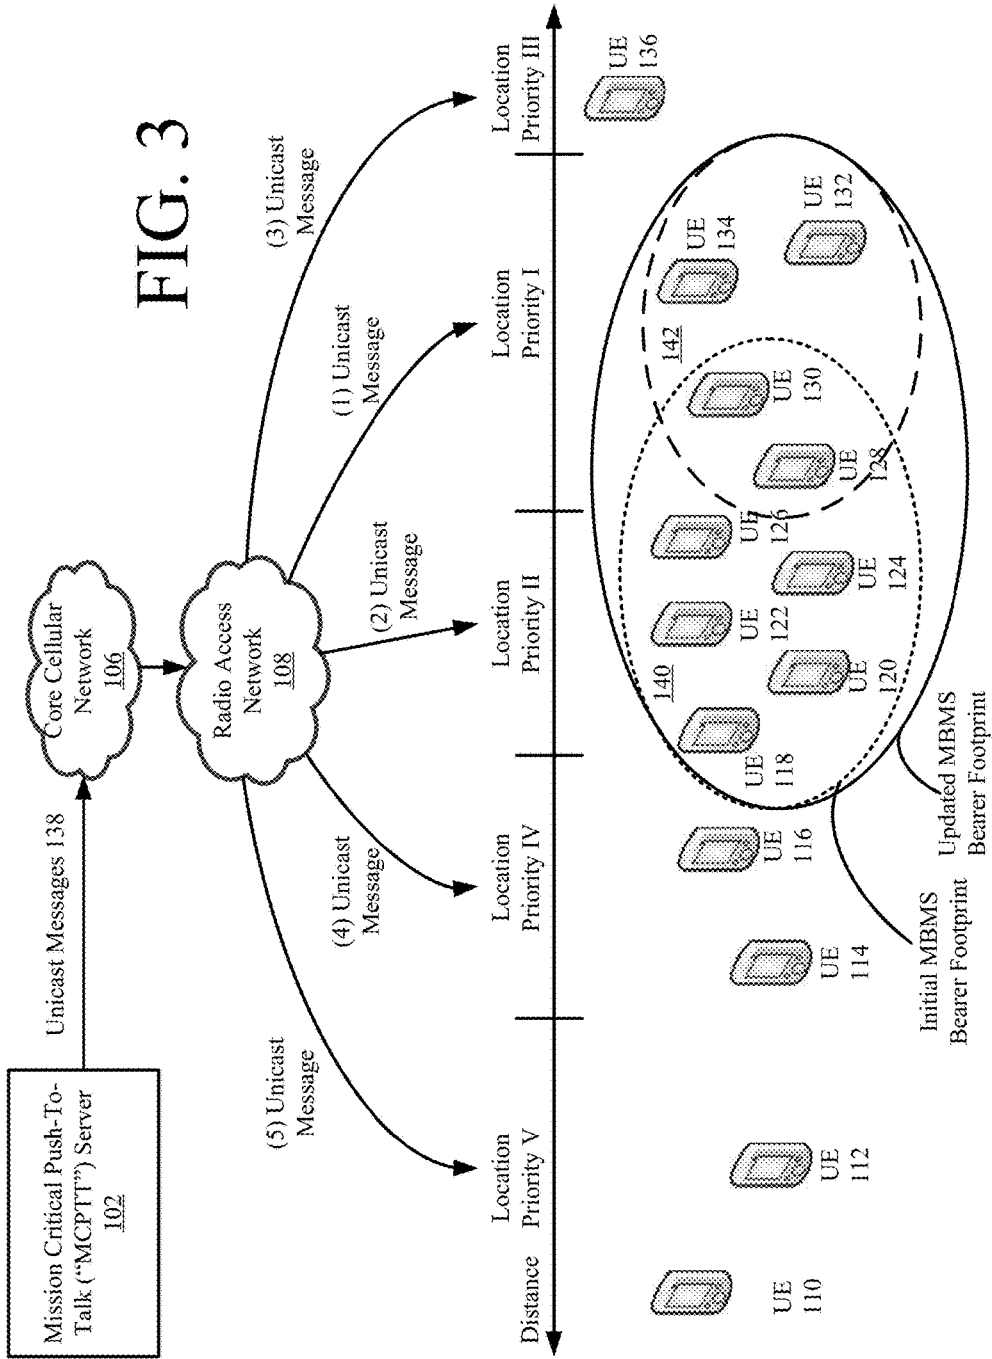 FIG. 3
Mission Critical Push-To-
Talk ("MCPTT") Server
102
Unicast Messages 138
Core Cellular
Network
106
Radio Access
Network
108
(5) Unicast
Message
(4) Unicast
Message
(2) Unicast
Message
(1) Unicast
Message
(3) Unicast
Message
Distance
Location
Priority V
Location
Priority IV
Location
Priority II
Location
Priority I
Location
Priority III
UE
110
UE
112
UE
114
UE
116
UE
118
140
UE
120
UE
122
UE
124
UE
126
UE
128
UE
130
142
UE
134
UE
132
UE
136
Initial MBMS
Bearer Footprint
Updated MBMS
Bearer Footprint